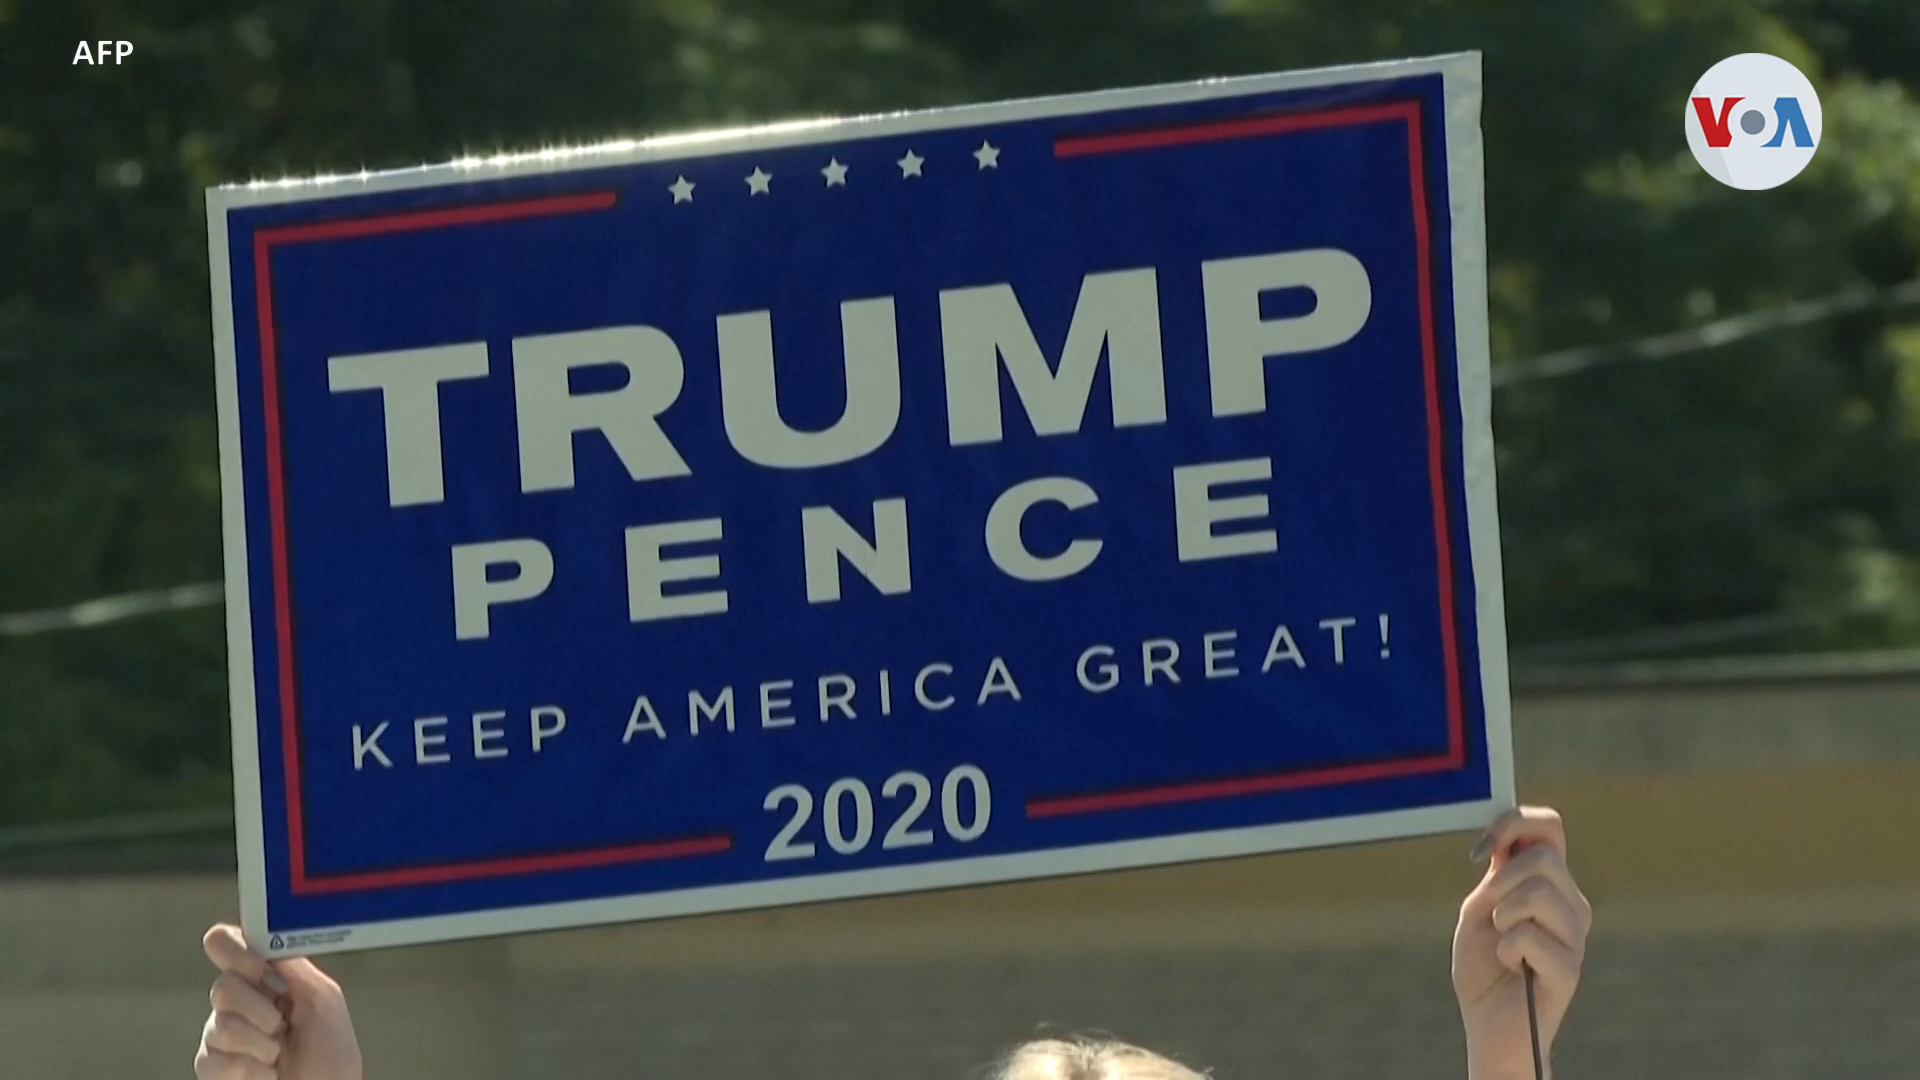 AFP
VOA
TRUMP
PENCE
KEEP AMERICA GREAT!
2020